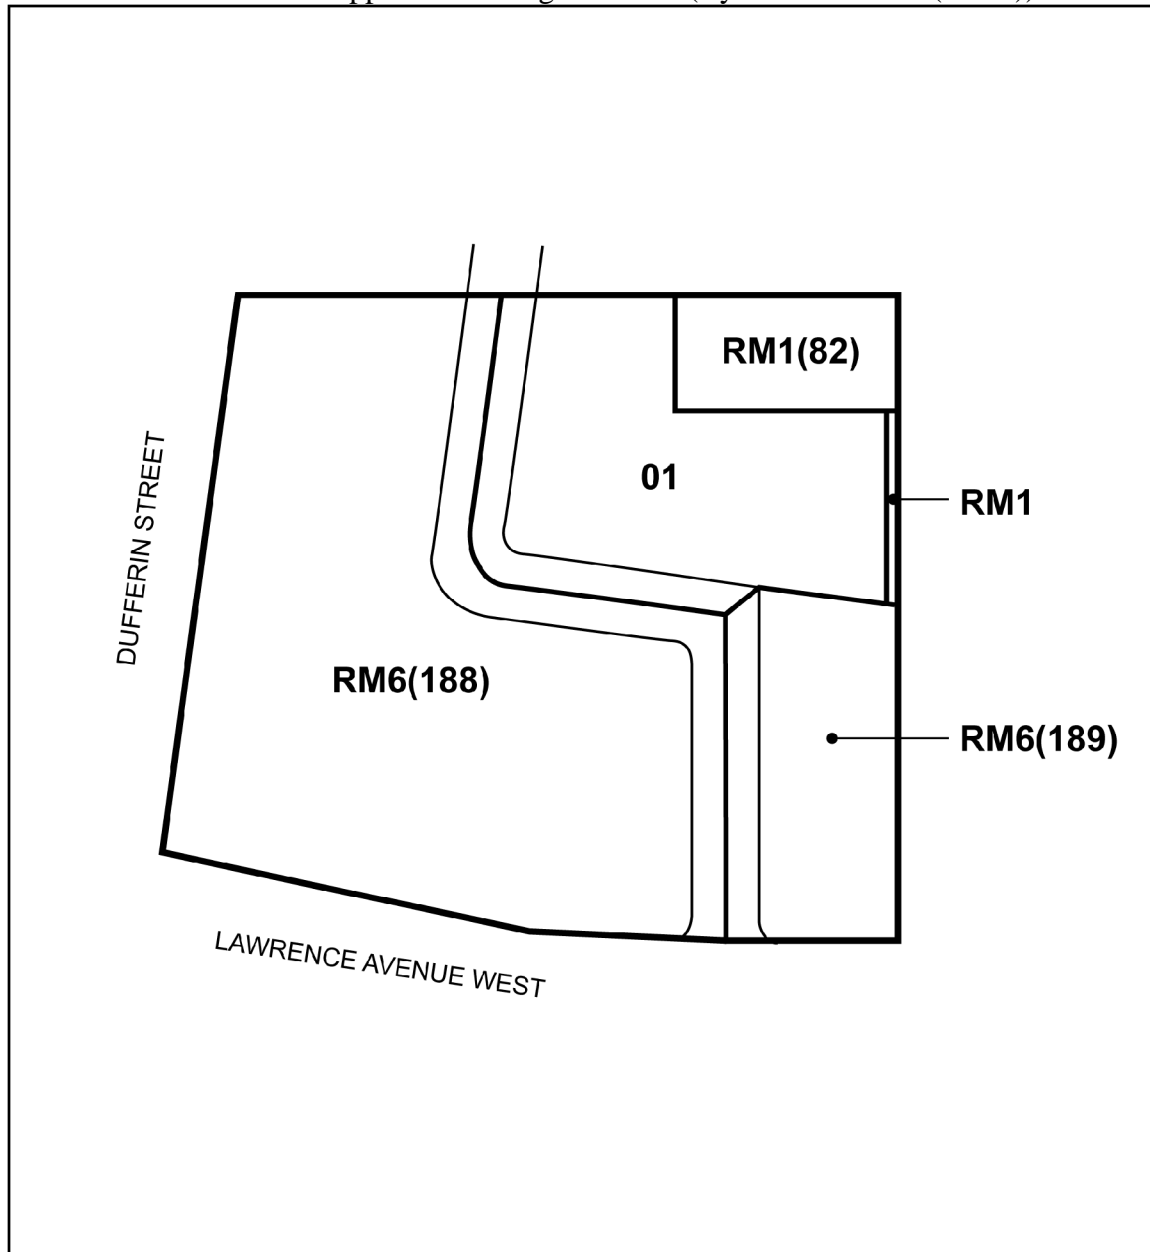 RM1(82)
01
RM1
DUFFERIN STREET
RM6(188)
RM6(189)
LAWRENCE AVENUE WEST